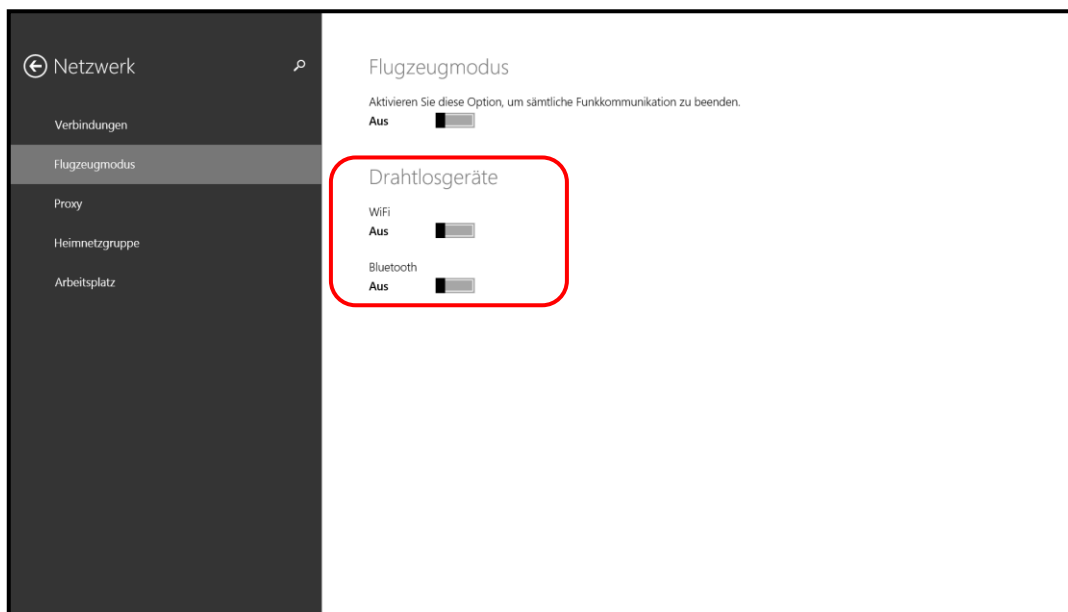 Netzwerk
Verbindungen
Flugzeugmodus
Proxy
Heimnetzgruppe
Arbeitsplatz
Flugzeugmodus
Aktivieren Sie diese Option, um sämtliche Funkkommunikation zu beenden.
Aus
Drahtlosgeräte
WiFi
Aus
Bluetooth
Aus